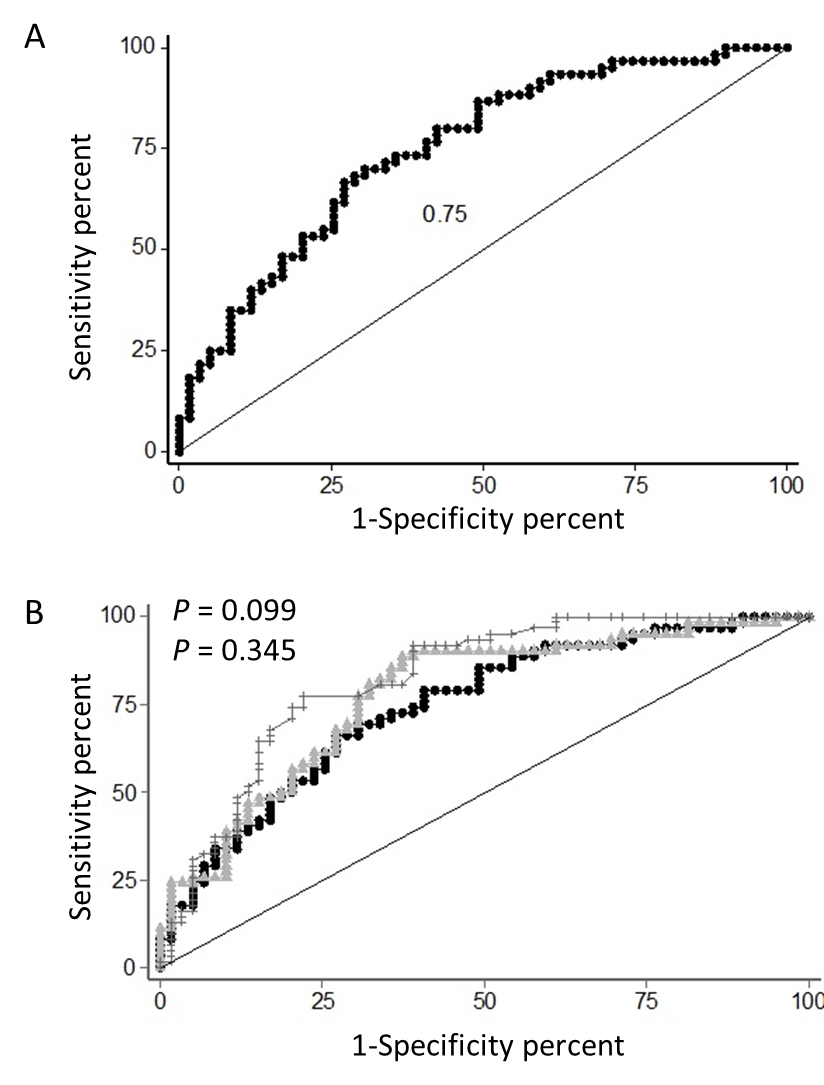 A
100
75
50
25
0
0.75
0 25 50 75 100
Sensitivity percent
1-Specificity percent
B
P = 0.099
P = 0.345
100
75
50
25
0
0 25 50 75 100
Sensitivity percent
1-Specificity percent